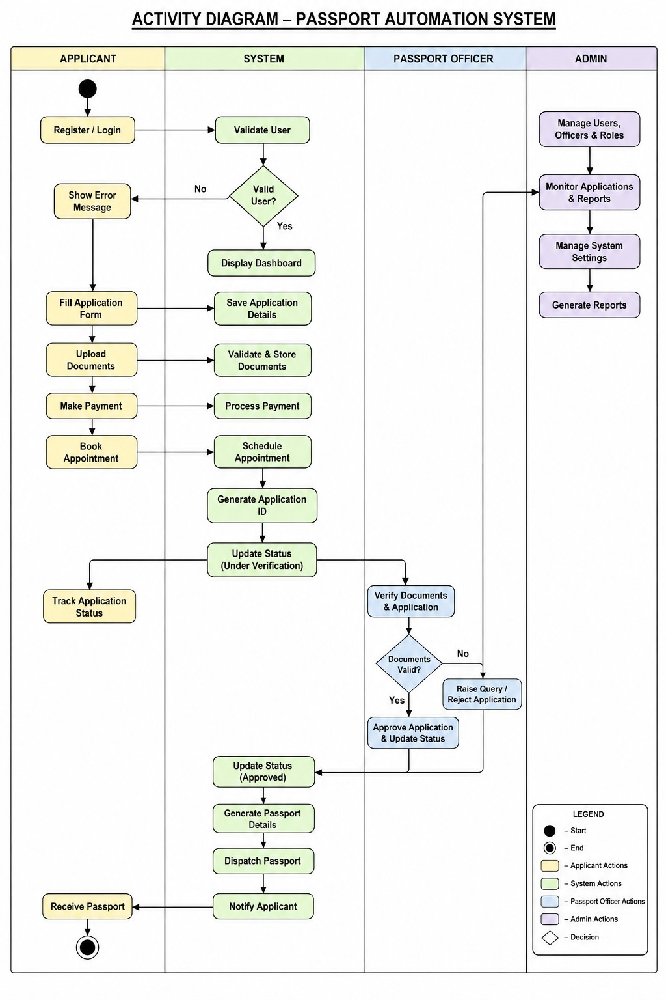 ACTIVITY DIAGRAM – PASSPORT AUTOMATION SYSTEM
APPLICANT
SYSTEM
PASSPORT OFFICER
ADMIN
Register / Login
Validate User
Manage Users,
Officers & Roles
Valid
User?
No
Yes
Show Error
Message
Monitor Applications
& Reports
Display Dashboard
Manage System
Settings
Fill Application
Form
Save Application
Details
Generate Reports
Upload
Documents
Validate & Store
Documents
Make Payment
Process Payment
Book
Appointment
Schedule
Appointment
Generate Application
ID
Update Status
(Under Verification)
Track Application
Status
Verify Documents
& Application
Documents
Valid?
No
Yes
Raise Query /
Reject Application
Approve Application
& Update Status
Update Status
(Approved)
Generate Passport
Details
Dispatch Passport
Notify Applicant
Receive Passport
LEGEND
– Start
– End
– Applicant Actions
– System Actions
– Passport Officer Actions
– Admin Actions
– Decision